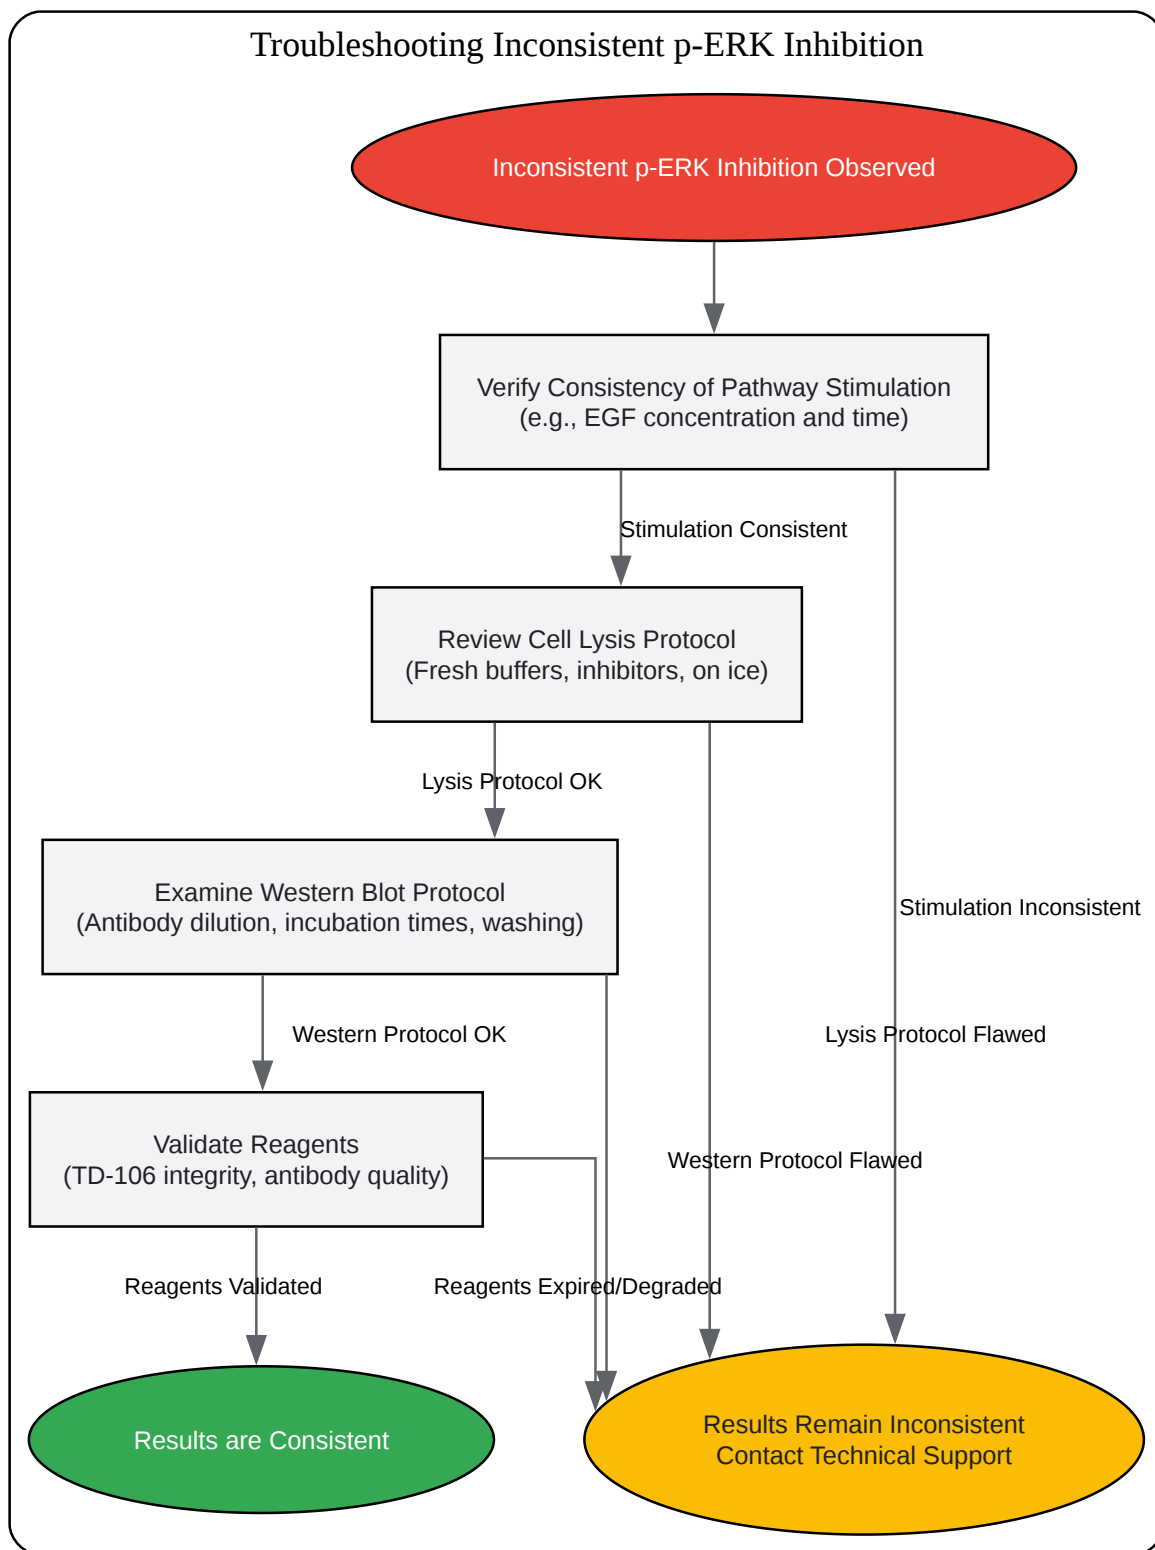 Troubleshooting Inconsistent p-ERK Inhibition
Inconsistent p-ERK Inhibition Observed
Verify Consistency of Pathway Stimulation
(e.g., EGF concentration and time)
Stimulation Consistent
Review Cell Lysis Protocol
(Fresh buffers, inhibitors, on ice)
Lysis Protocol OK
Examine Western Blot Protocol
(Antibody dilution, incubation times, washing)
Stimulation Inconsistent
Western Protocol OK
Lysis Protocol Flawed
Validate Reagents
(TD-106 integrity, antibody quality)
Western Protocol Flawed
Reagents Validated
Reagents Expired/Degraded
Results are Consistent
Results Remain Inconsistent
Contact Technical Support